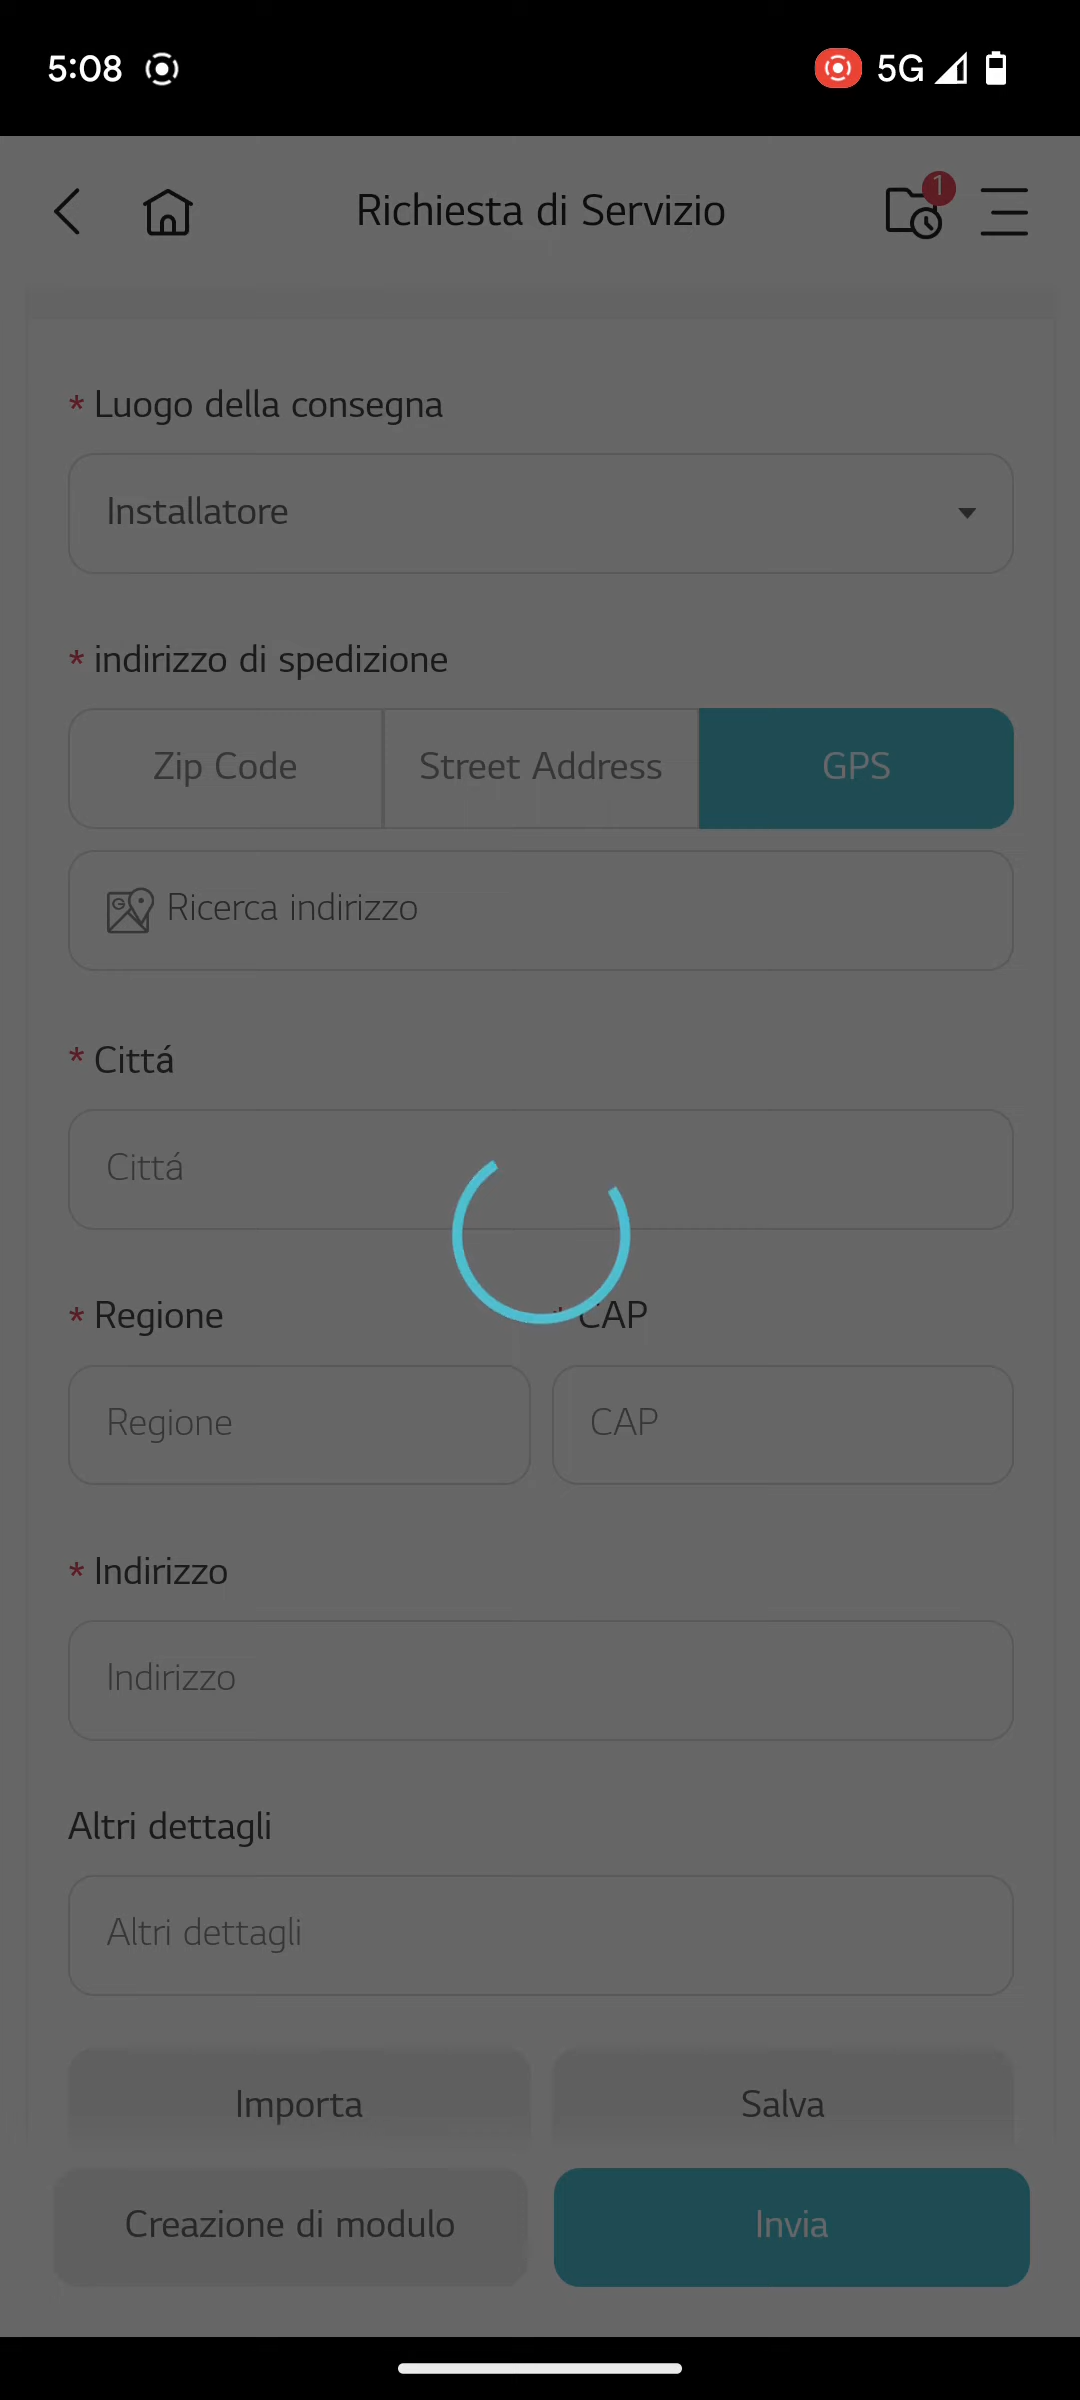 5:08
5G
Richiesta di Servizio
1
* Luogo della consegna
Installatore
* indirizzo di spedizione
Zip Code
Street Address
GPS
Ricerca indirizzo
* Cittá
Cittá
* Regione
* CAP
Regione
CAP
* Indirizzo
Indirizzo
Altri dettagli
Altri dettagli
Importa
Salva
Creazione di modulo
Invia